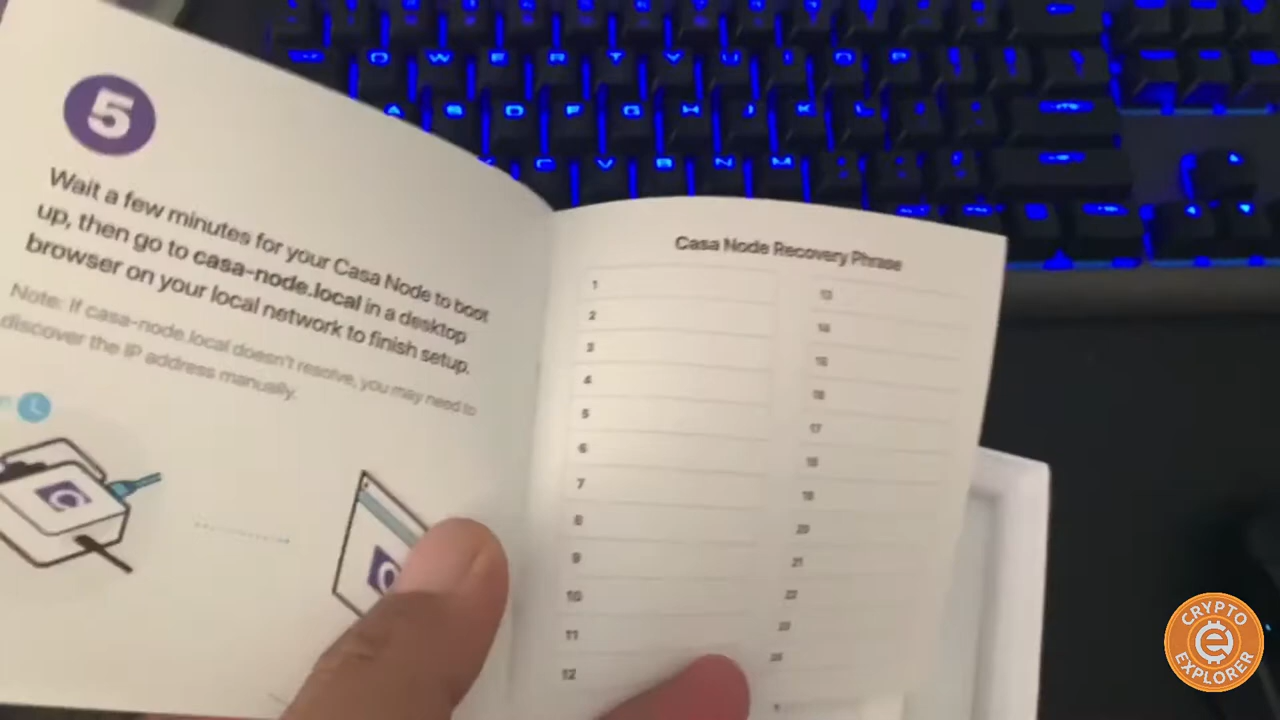 5
Wait a few minutes for your Casa Node to boot
up, then go to casa-node.local in a desktop
browser on your local network to finish setup.
Note: If casa-node.local doesn't resolve, you may need to
discover the IP address manually.
Casa Node Recovery Phrase
1
2
3
4
5
6
7
8
9
10
11
12
13
14
15
16
17
18
19
20
21
22
23
24
Q W E R T Y U I O P
A S D F G H J K L
C V B N M
CRYPTO
EXPLORER